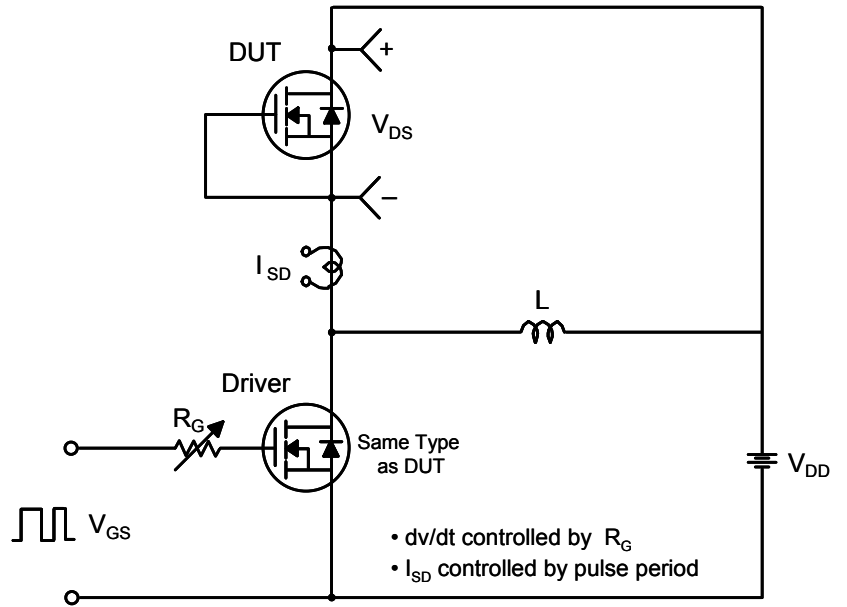 DUT
+
V_DS
−
I_SD
L
Driver
R_G
Same Type
as DUT
V_DD
V_GS
• dv/dt controlled by R_G
• I_SD controlled by pulse period